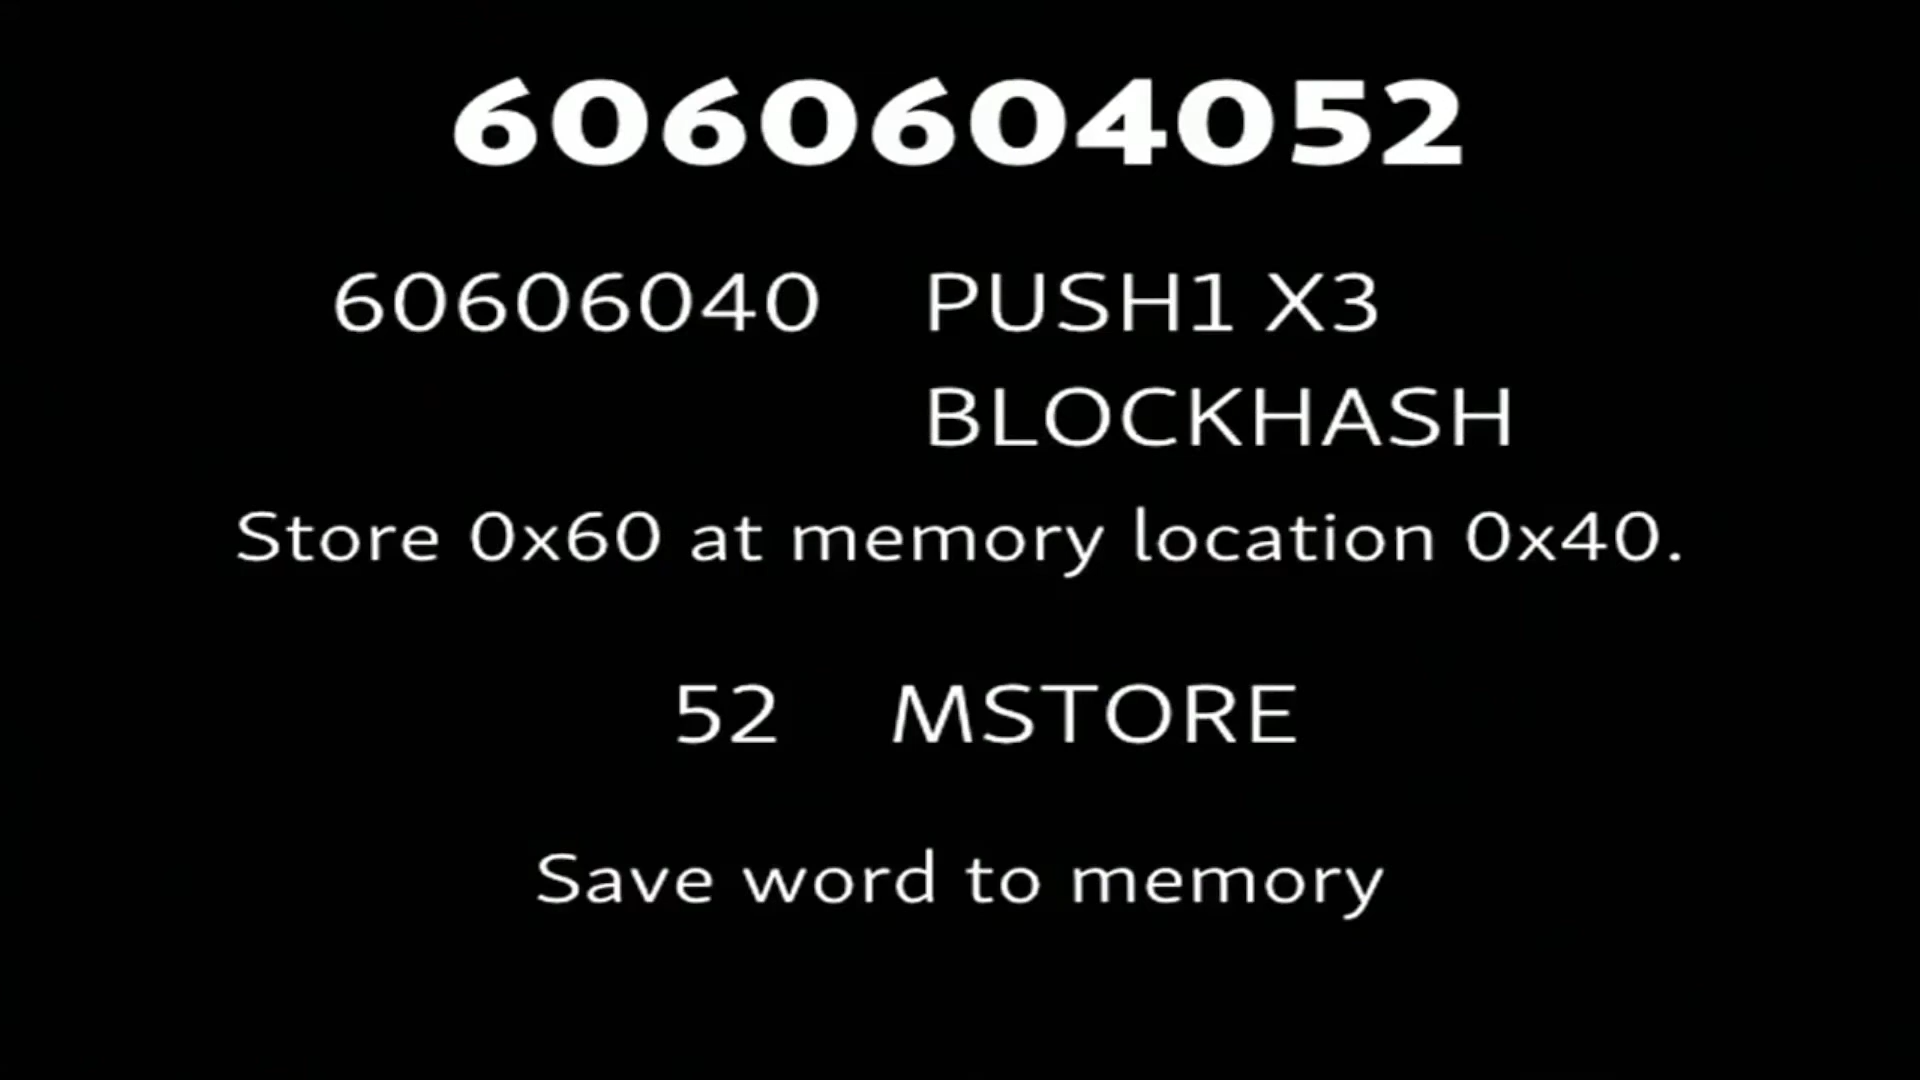 6060604052
60606040 PUSH1 X3
BLOCKHASH
Store 0x60 at memory location 0x40.
52 MSTORE
Save word to memory